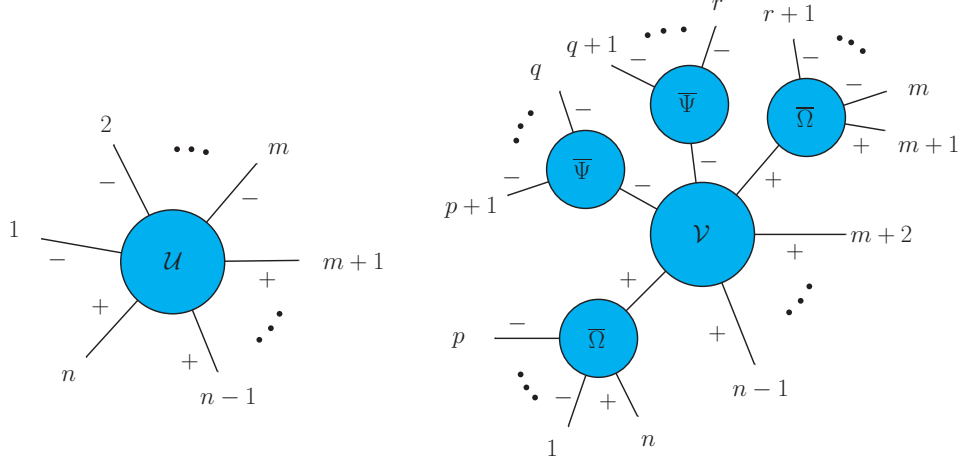 r
r + 1
q + 1
q
− − −
− −
Ψ̅
Ω̅
m
m + 1
−
Ψ̅
− +
2
m
− −
p + 1
− − +
1
−
𝒰
+
m + 1
𝒱
+
m + 2
+ +
n
n − 1
+
+
p
−
Ω̅
n − 1
− +
1
n